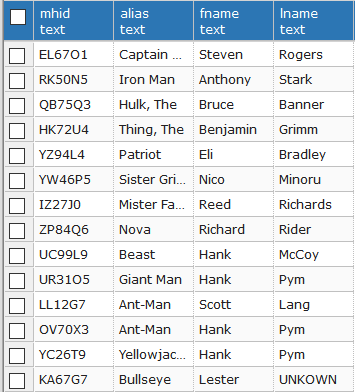 mhid alias fname lname
text text text text
EL67O1 Captain ... Steven Rogers
RK50N5 Iron Man Anthony Stark
QB75Q3 Hulk, The Bruce Banner
HK72U4 Thing, The Benjamin Grimm
YZ94L4 Patriot Eli Bradley
YW46P5 Sister Gri... Nico Minoru
IZ27J0 Mister Fa... Reed Richards
ZP84Q6 Nova Richard Rider
UC99L9 Beast Hank McCoy
UR31O5 Giant Man Hank Pym
LL12G7 Ant-Man Scott Lang
OV70X3 Ant-Man Hank Pym
YC26T9 Yellowjac... Hank Pym
KA67G7 Bullseye Lester UNKOWN